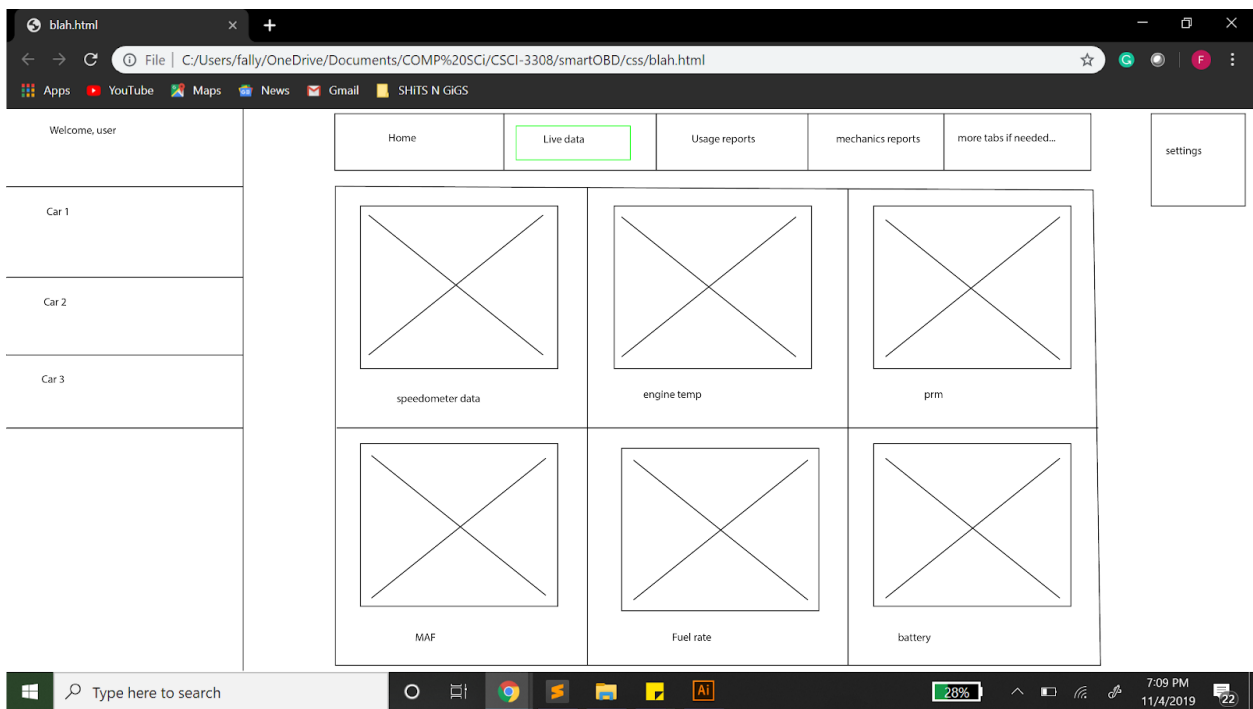 blah.html
File | C:/Users/fally/OneDrive/Documents/COMP%20SCi/CSCI-3308/smartOBD/css/blah.html
G
F
Apps YouTube Maps News Gmail SHiTS N GiGS
Welcome, user
Home Live data Usage reports mechanics reports more tabs if needed...
settings
Car 1
Car 2
Car 3
speedometer data engine temp prm
MAF Fuel rate battery
Type here to search
Ai
28%
7:09 PM
11/4/2019
22